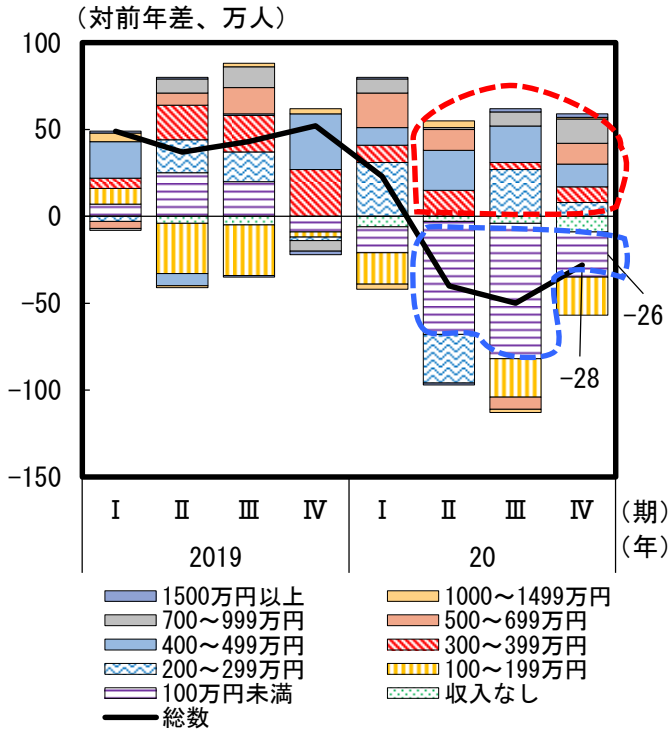 （対前年差、万人）
100
50
0
-50
-100
-150
-26
-28
Ⅰ Ⅱ Ⅲ Ⅳ Ⅰ Ⅱ Ⅲ Ⅳ （期）
2019 20 （年）
1500万円以上 1000～1499万円
700～999万円 500～699万円
400～499万円 300～399万円
200～299万円 100～199万円
100万円未満 収入なし
総数